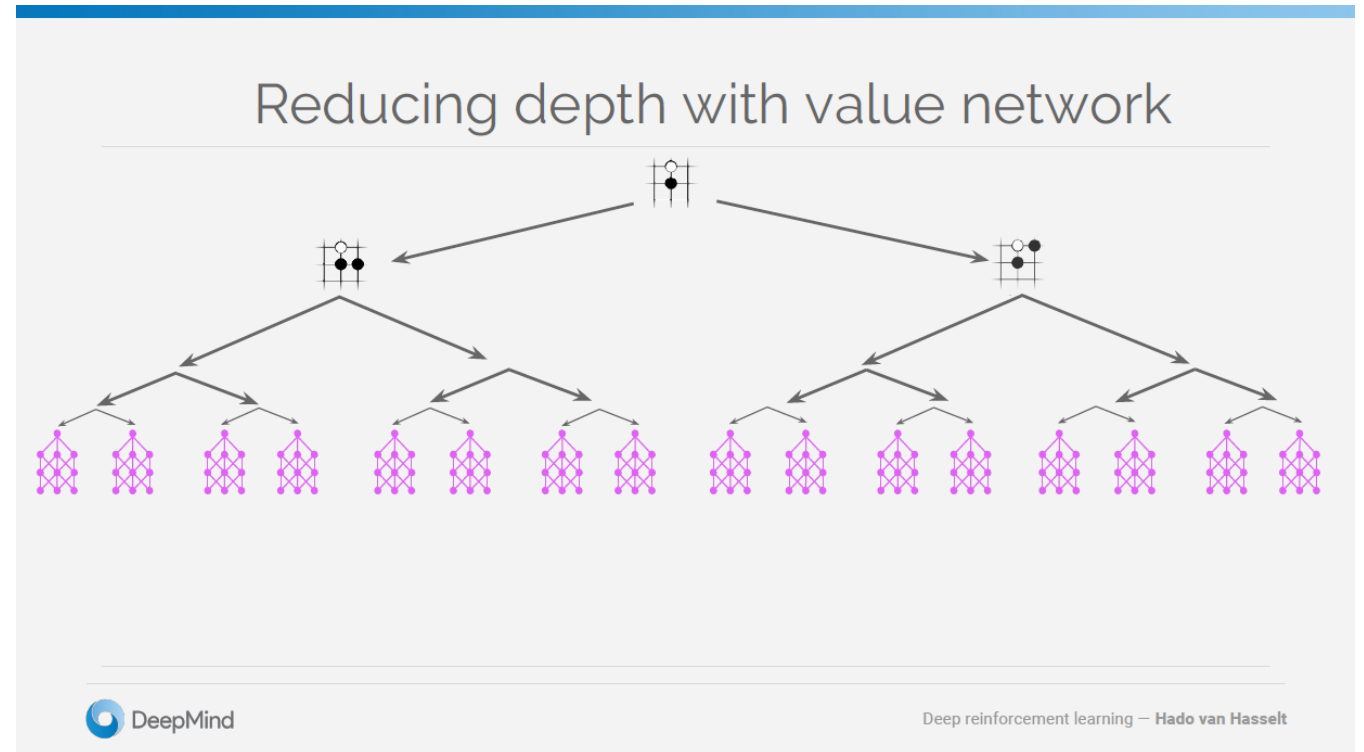 Reducing depth with value network
DeepMind
Deep reinforcement learning — Hado van Hasselt